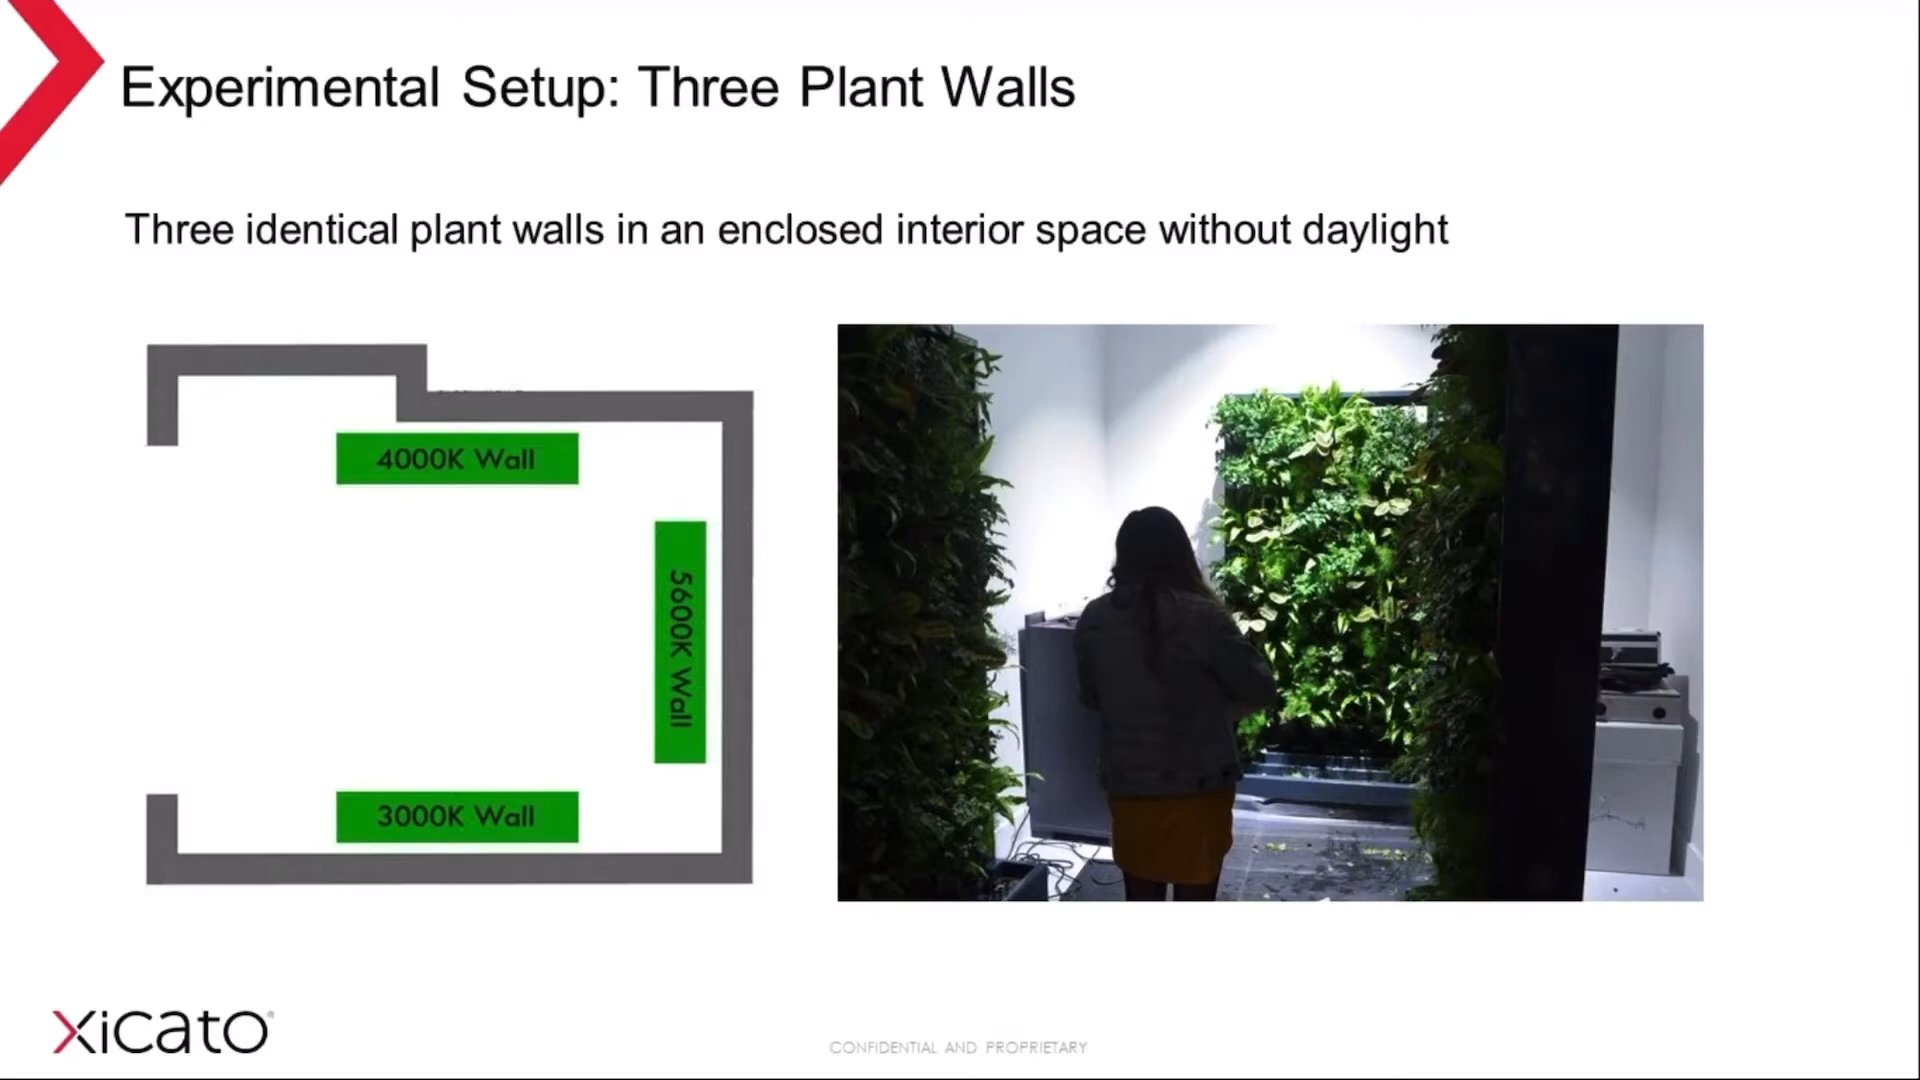 Experimental Setup: Three Plant Walls
Three identical plant walls in an enclosed interior space without daylight
4000K Wall
5600K Wall
3000K Wall
xicato
CONFIDENTIAL AND PROPRIETARY